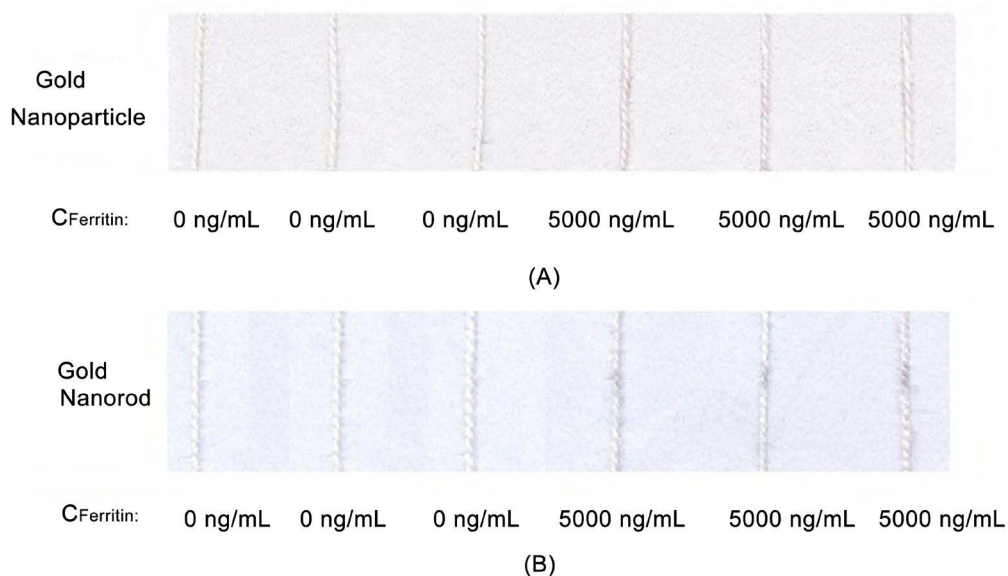 Gold
Nanoparticle
CFerritin: 0 ng/mL 0 ng/mL 0 ng/mL 5000 ng/mL 5000 ng/mL 5000 ng/mL
(A)
Gold
Nanorod
CFerritin: 0 ng/mL 0 ng/mL 0 ng/mL 5000 ng/mL 5000 ng/mL 5000 ng/mL
(B)